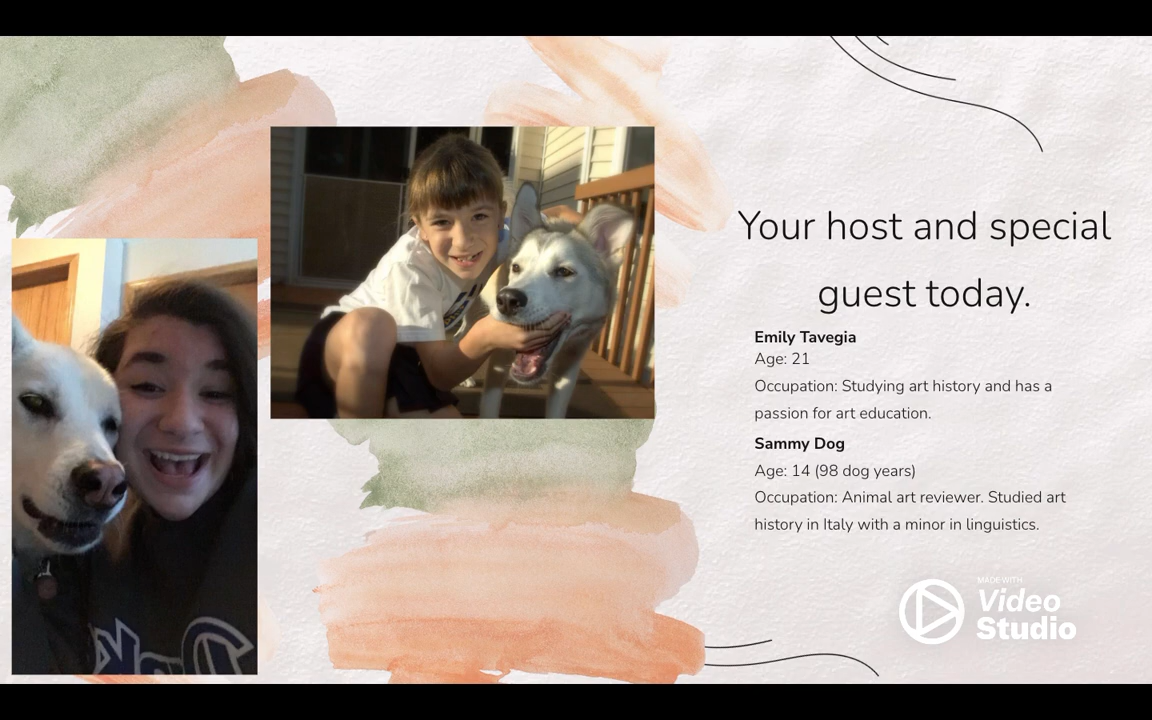 Your host and special
guest today.
Emily Tavegia
Age: 21
Occupation: Studying art history and has a
passion for art education.
Sammy Dog
Age: 14 (98 dog years)
Occupation: Animal art reviewer. Studied art
history in Italy with a minor in linguistics.
MADE WITH
Video
Studio